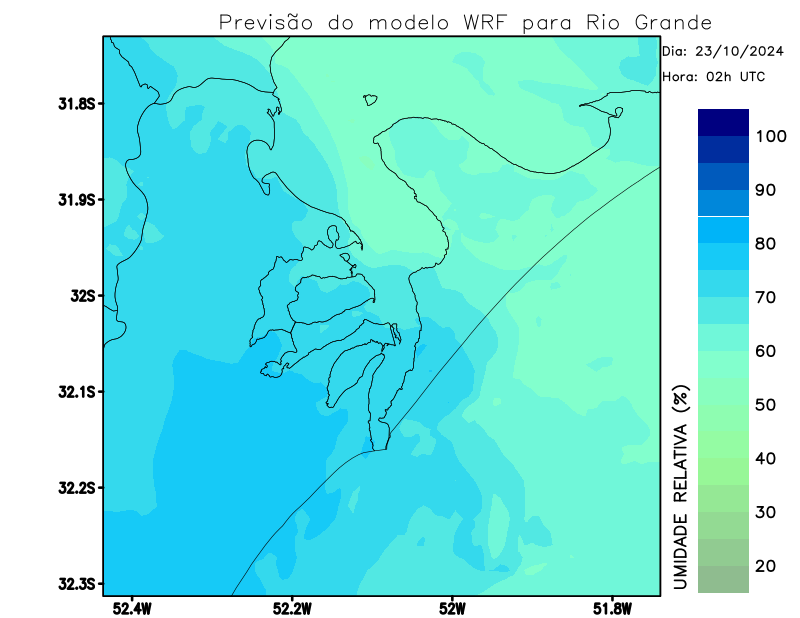 Previsão do modelo WRF para Rio Grande
Dia: 23/10/2024
Hora: 02h UTC
31.8S
31.9S
32S
32.1S
32.2S
32.3S
52.4W
52.2W
52W
51.8W
100
90
80
70
60
50
40
30
20
UMIDADE RELATIVA (%)